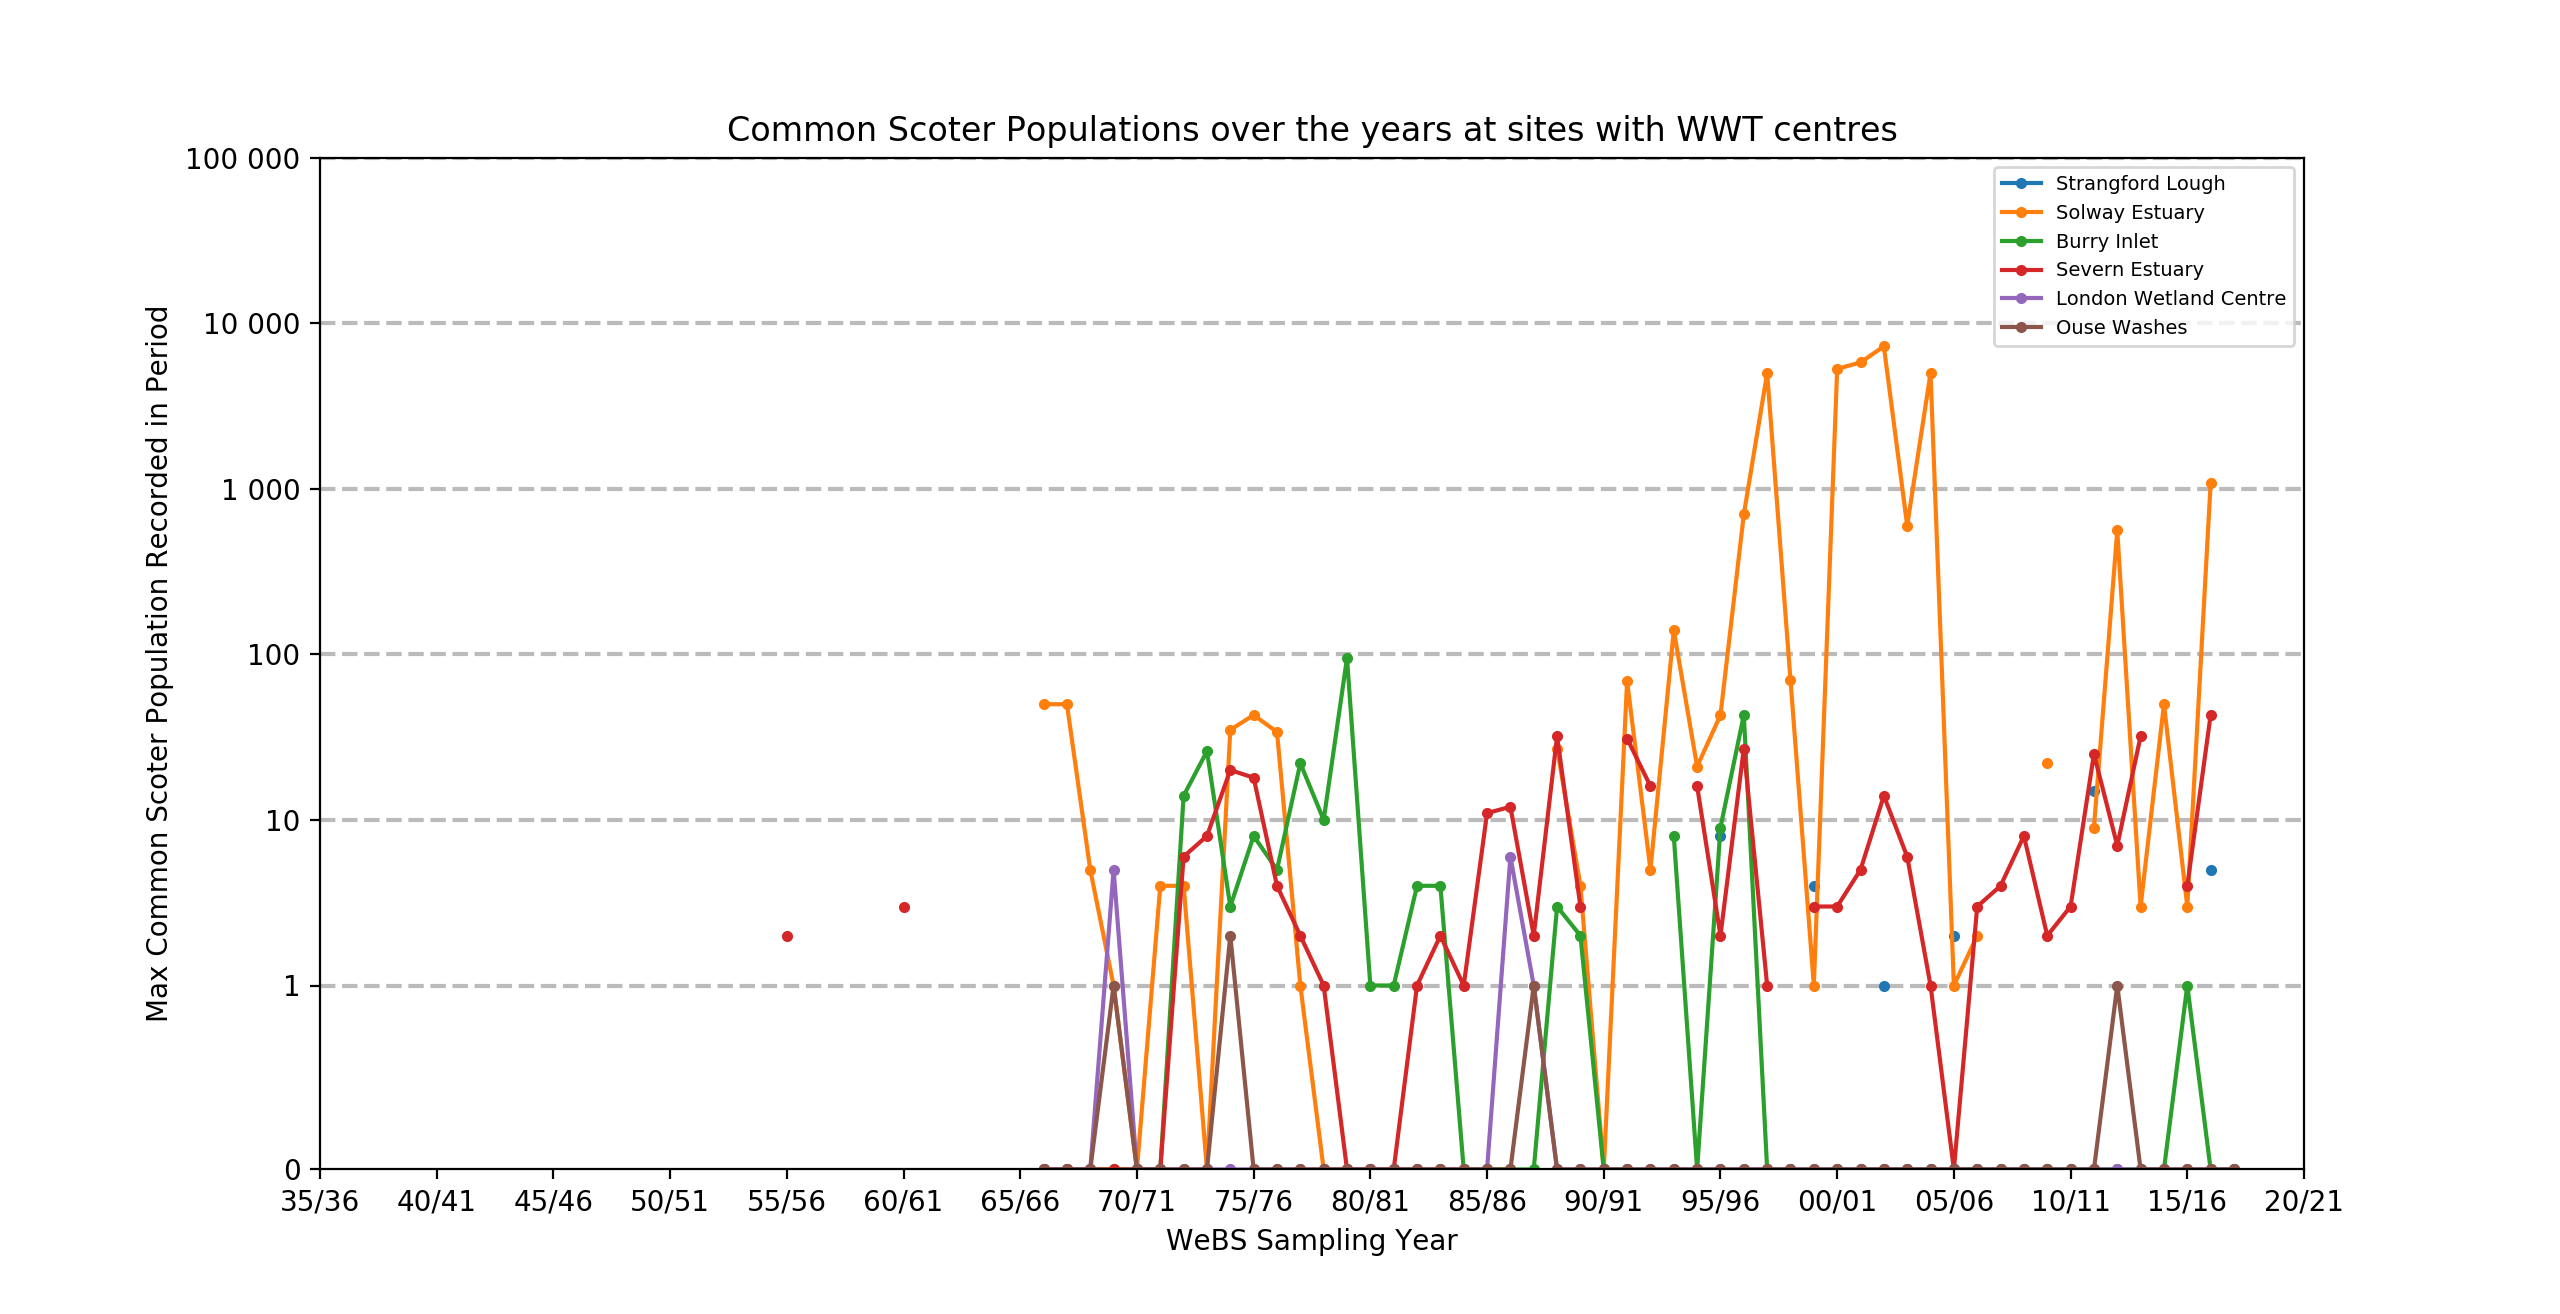 Common Scoter Populations over the years at sites with WWT centres
Max Common Scoter Population Recorded in Period
100 000
10 000
1 000
100
10
1
0
Strangford Lough
Solway Estuary
Burry Inlet
Severn Estuary
London Wetland Centre
Ouse Washes
35/36 40/41 45/46 50/51 55/56 60/61 65/66 70/71 75/76 80/81 85/86 90/91 95/96 00/01 05/06 10/11 15/16 20/21
WeBS Sampling Year